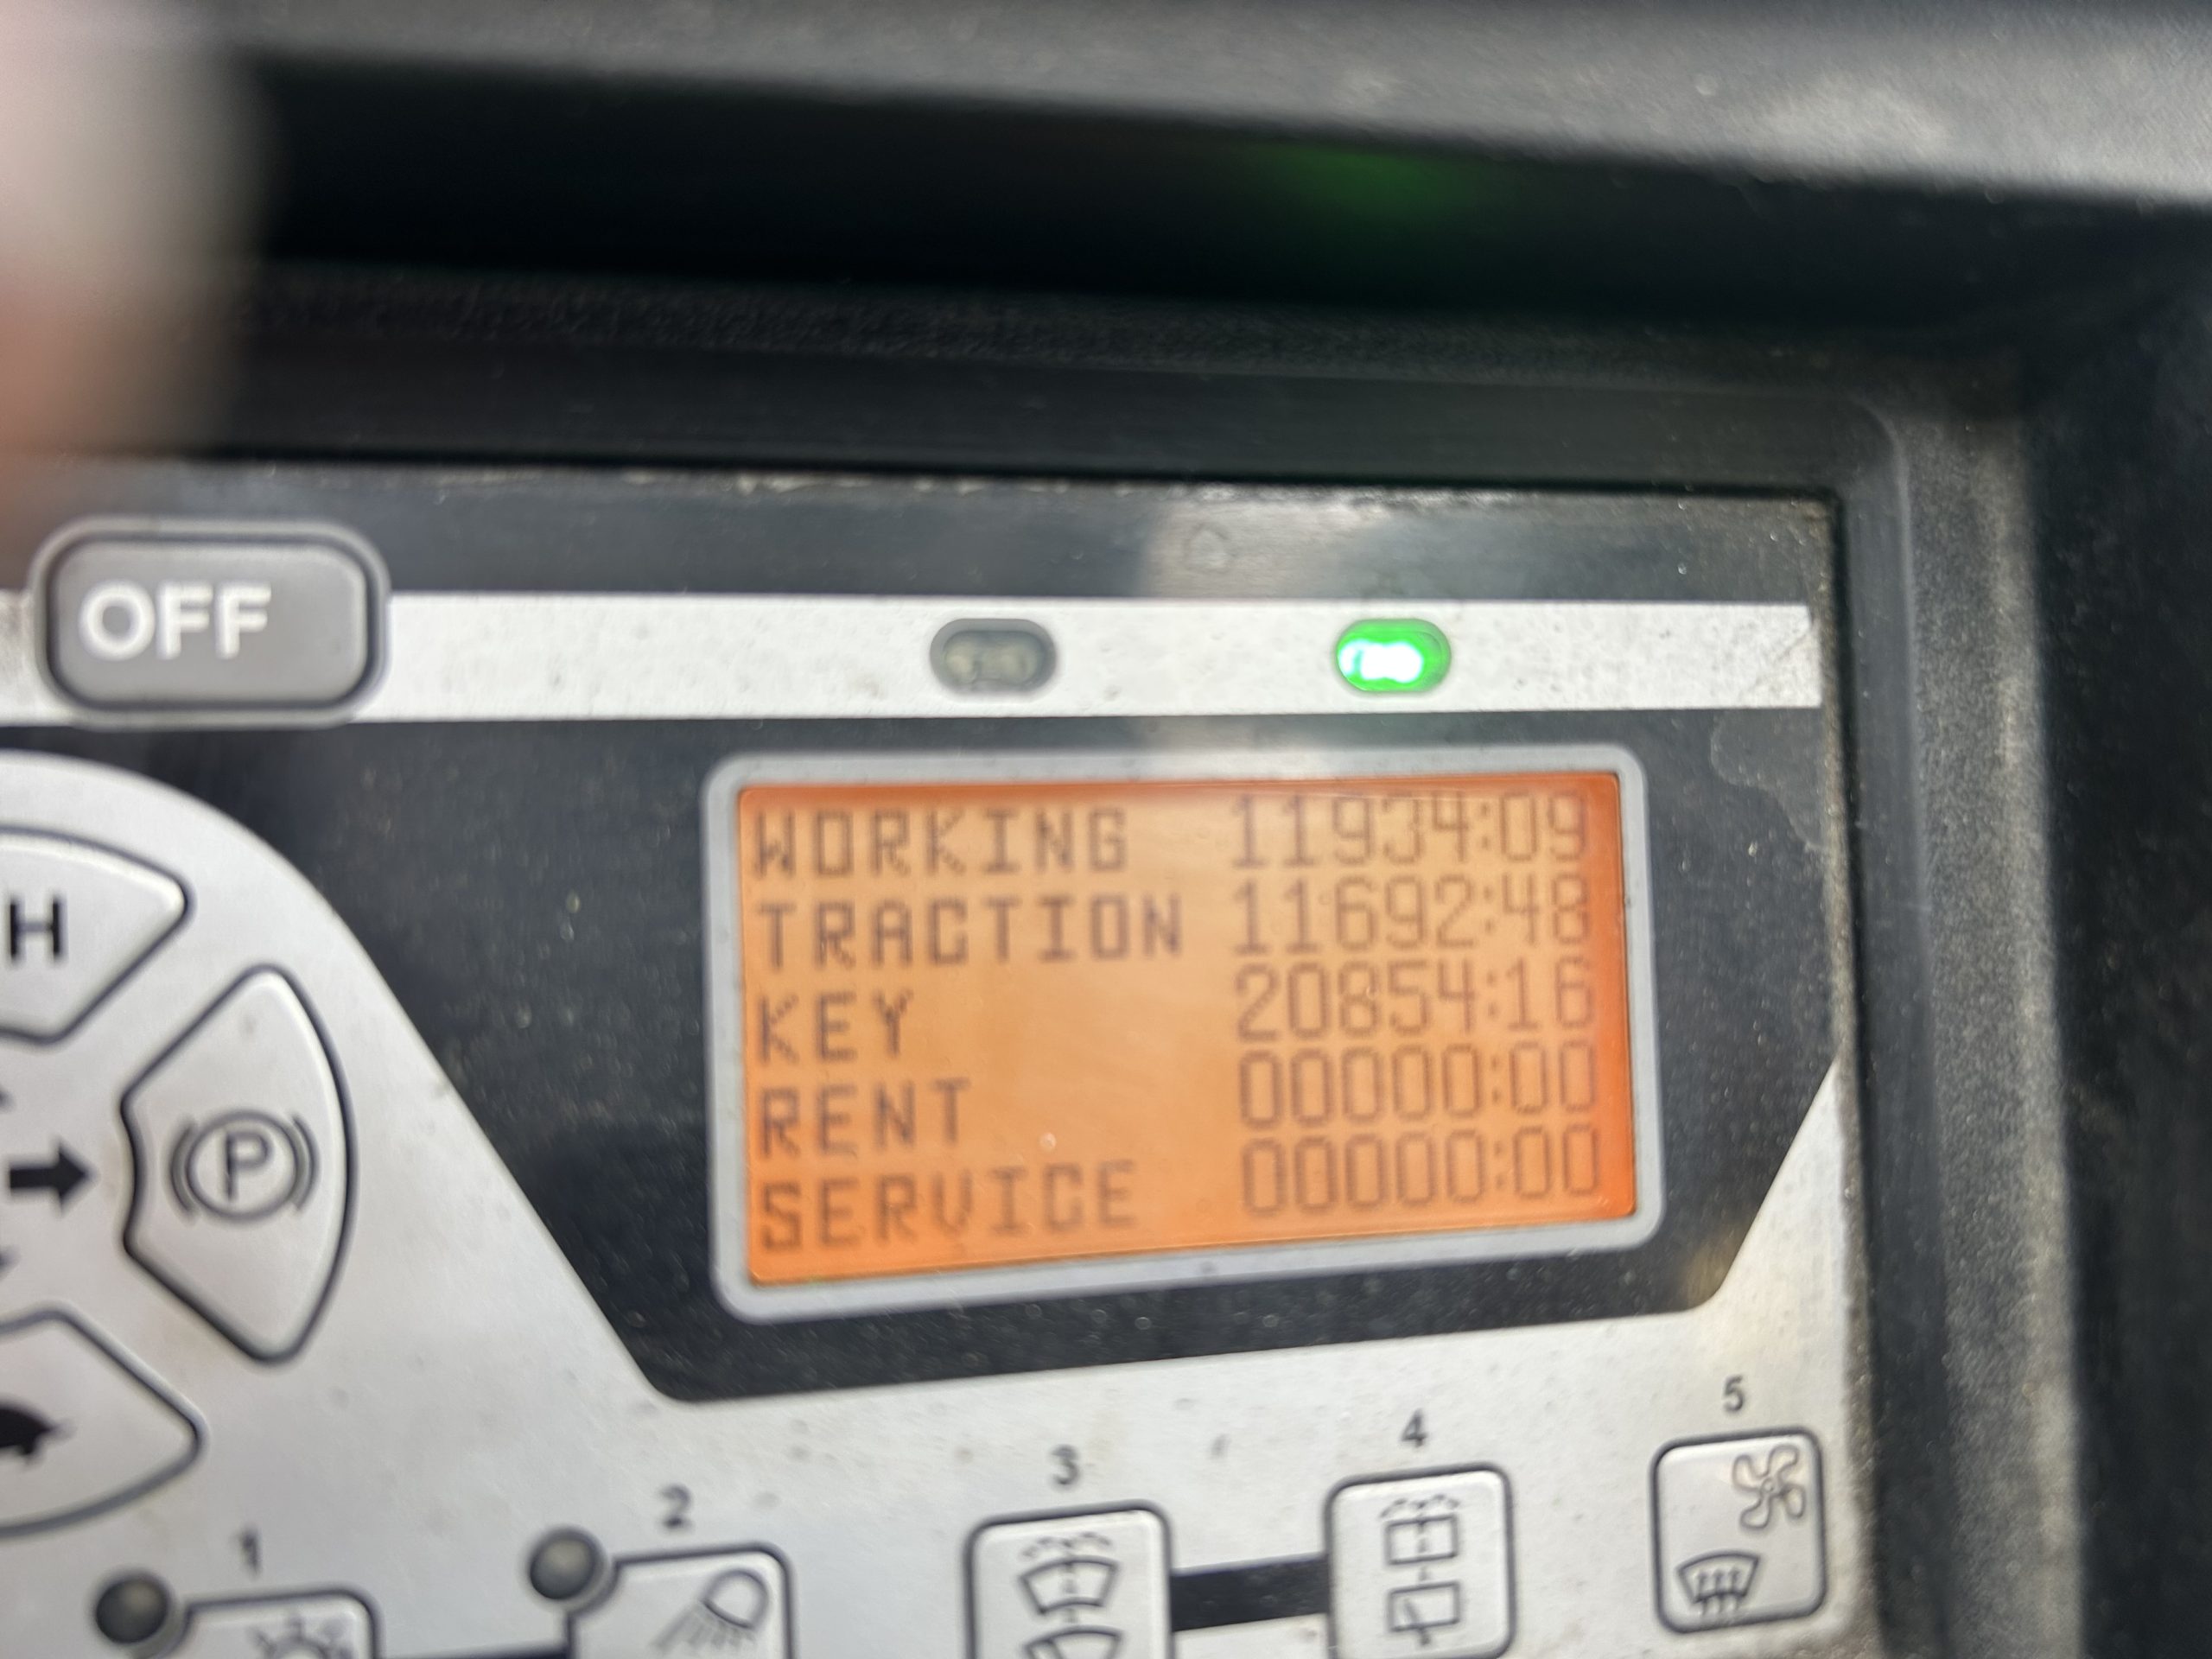 OFF
WORKING 11934:09
TRACTION 11692:48
KEY 20854:16
RENT 00000:00
SERVICE 00000:00
H
P
1 2 3 4 5